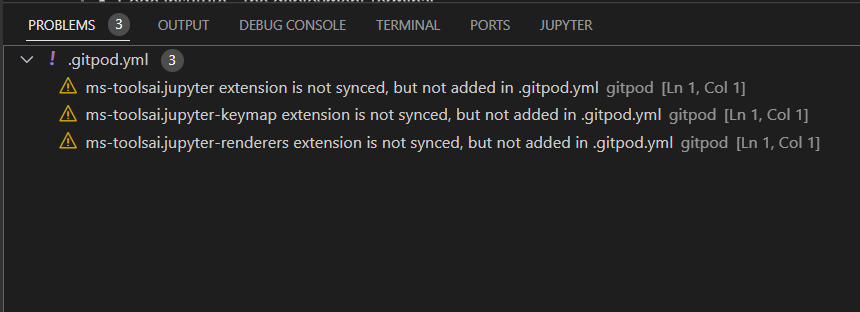 PROBLEMS 3 OUTPUT DEBUG CONSOLE TERMINAL PORTS JUPYTER
! .gitpod.yml 3
ms-toolsai.jupyter extension is not synced, but not added in .gitpod.yml gitpod [Ln 1, Col 1]
ms-toolsai.jupyter-keymap extension is not synced, but not added in .gitpod.yml gitpod [Ln 1, Col 1]
ms-toolsai.jupyter-renderers extension is not synced, but not added in .gitpod.yml gitpod [Ln 1, Col 1]